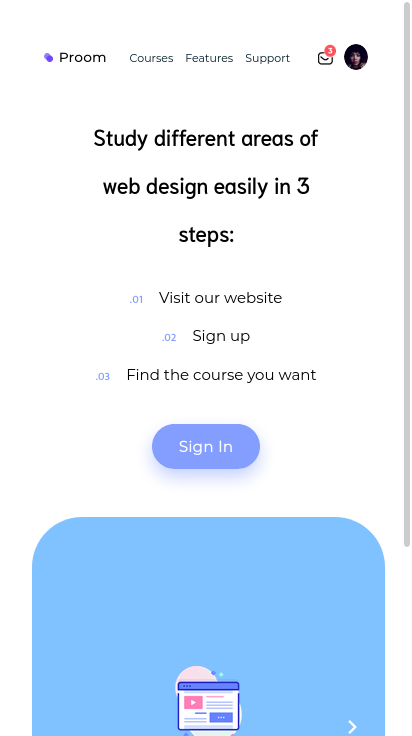 Proom Courses Features Support 3
Study different areas of
web design easily in 3
steps:
.01 Visit our website
.02 Sign up
.03 Find the course you want
Sign In